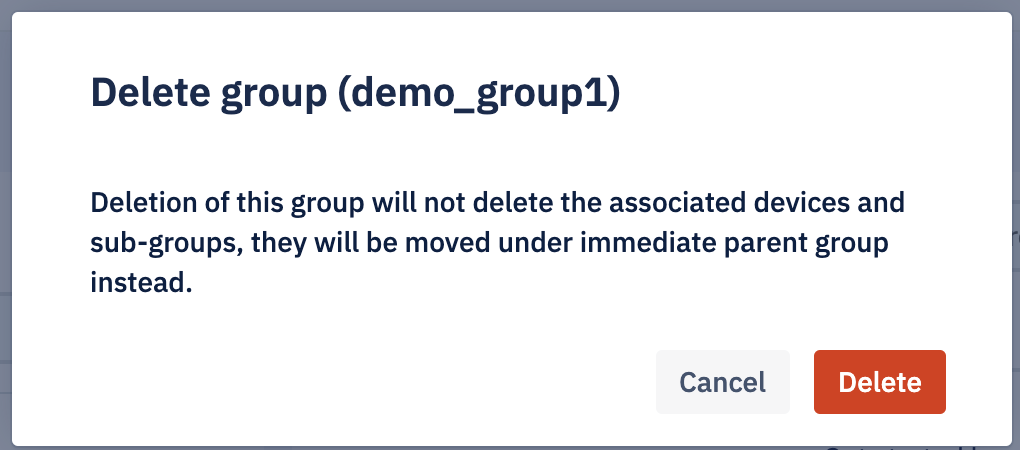 Delete group (demo_group1)
Deletion of this group will not delete the associated devices and
sub-groups, they will be moved under immediate parent group
instead.
Cancel
Delete